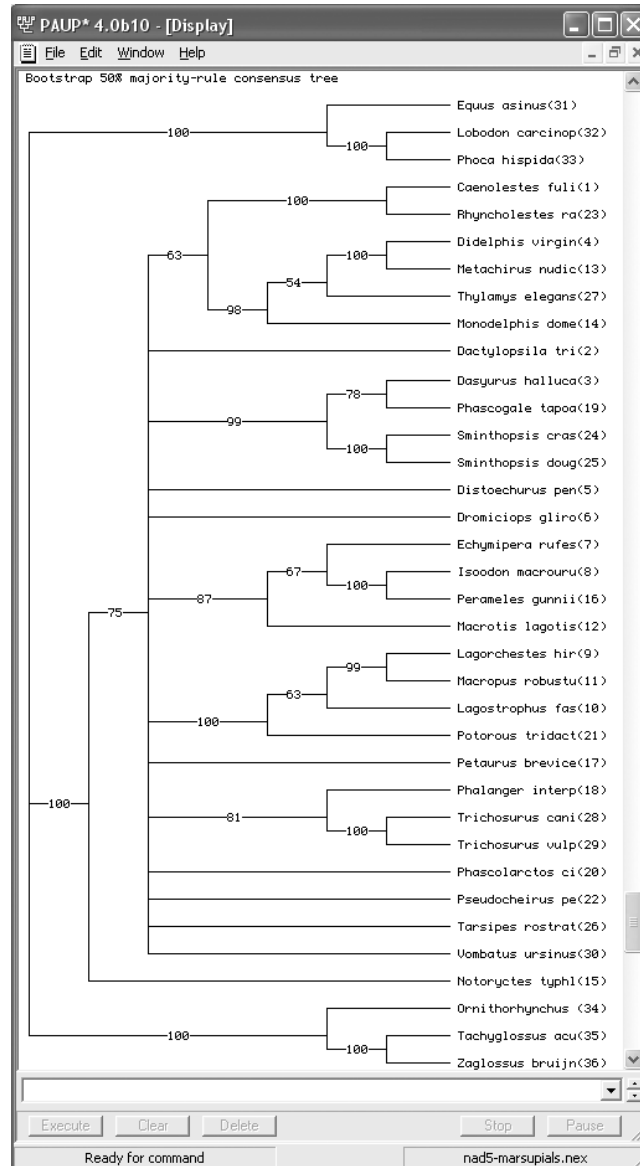 PAUP* 4.0b10 - [Display]
File Edit Window Help
Bootstrap 50% majority-rule consensus tree
Equus asinus(31)
100
Lobodon carcinop(32)
100
Phoca hispida(33)
Caenolestes fuli(1)
100
Rhyncholestes ra(23)
Didelphis virgin(4)
100
63
Metachirus nudic(13)
54
Thylamys elegans(27)
98
Monodelphis dome(14)
Dactylopsila tri(2)
Dasyurus halluca(3)
78
Phascogale tapoa(19)
99
Sminthopsis cras(24)
100
Sminthopsis doug(25)
Distoechurus pen(5)
Dromiciops gliro(6)
Echymipera rufes(7)
67
Isoodon macrouru(8)
87
100
Perameles gunnii(16)
75
Macrotis lagotis(12)
Lagorchestes hir(9)
99
Macropus robustu(11)
63
Lagostrophus fas(10)
100
Potorous tridact(21)
Petaurus brevice(17)
Phalanger interp(18)
100
81
Trichosurus cani(28)
100
Trichosurus vulp(29)
Phascolarctos ci(20)
Pseudocheirus pe(22)
Tarsipes rostrat(26)
Vombatus ursinus(30)
Notoryctes typhl(15)
Ornithorhynchus (34)
100
Tachyglossus acu(35)
100
Zaglossus bruijn(36)
Execute Clear Delete Stop Pause
Ready for command nad5-marsupials.nex